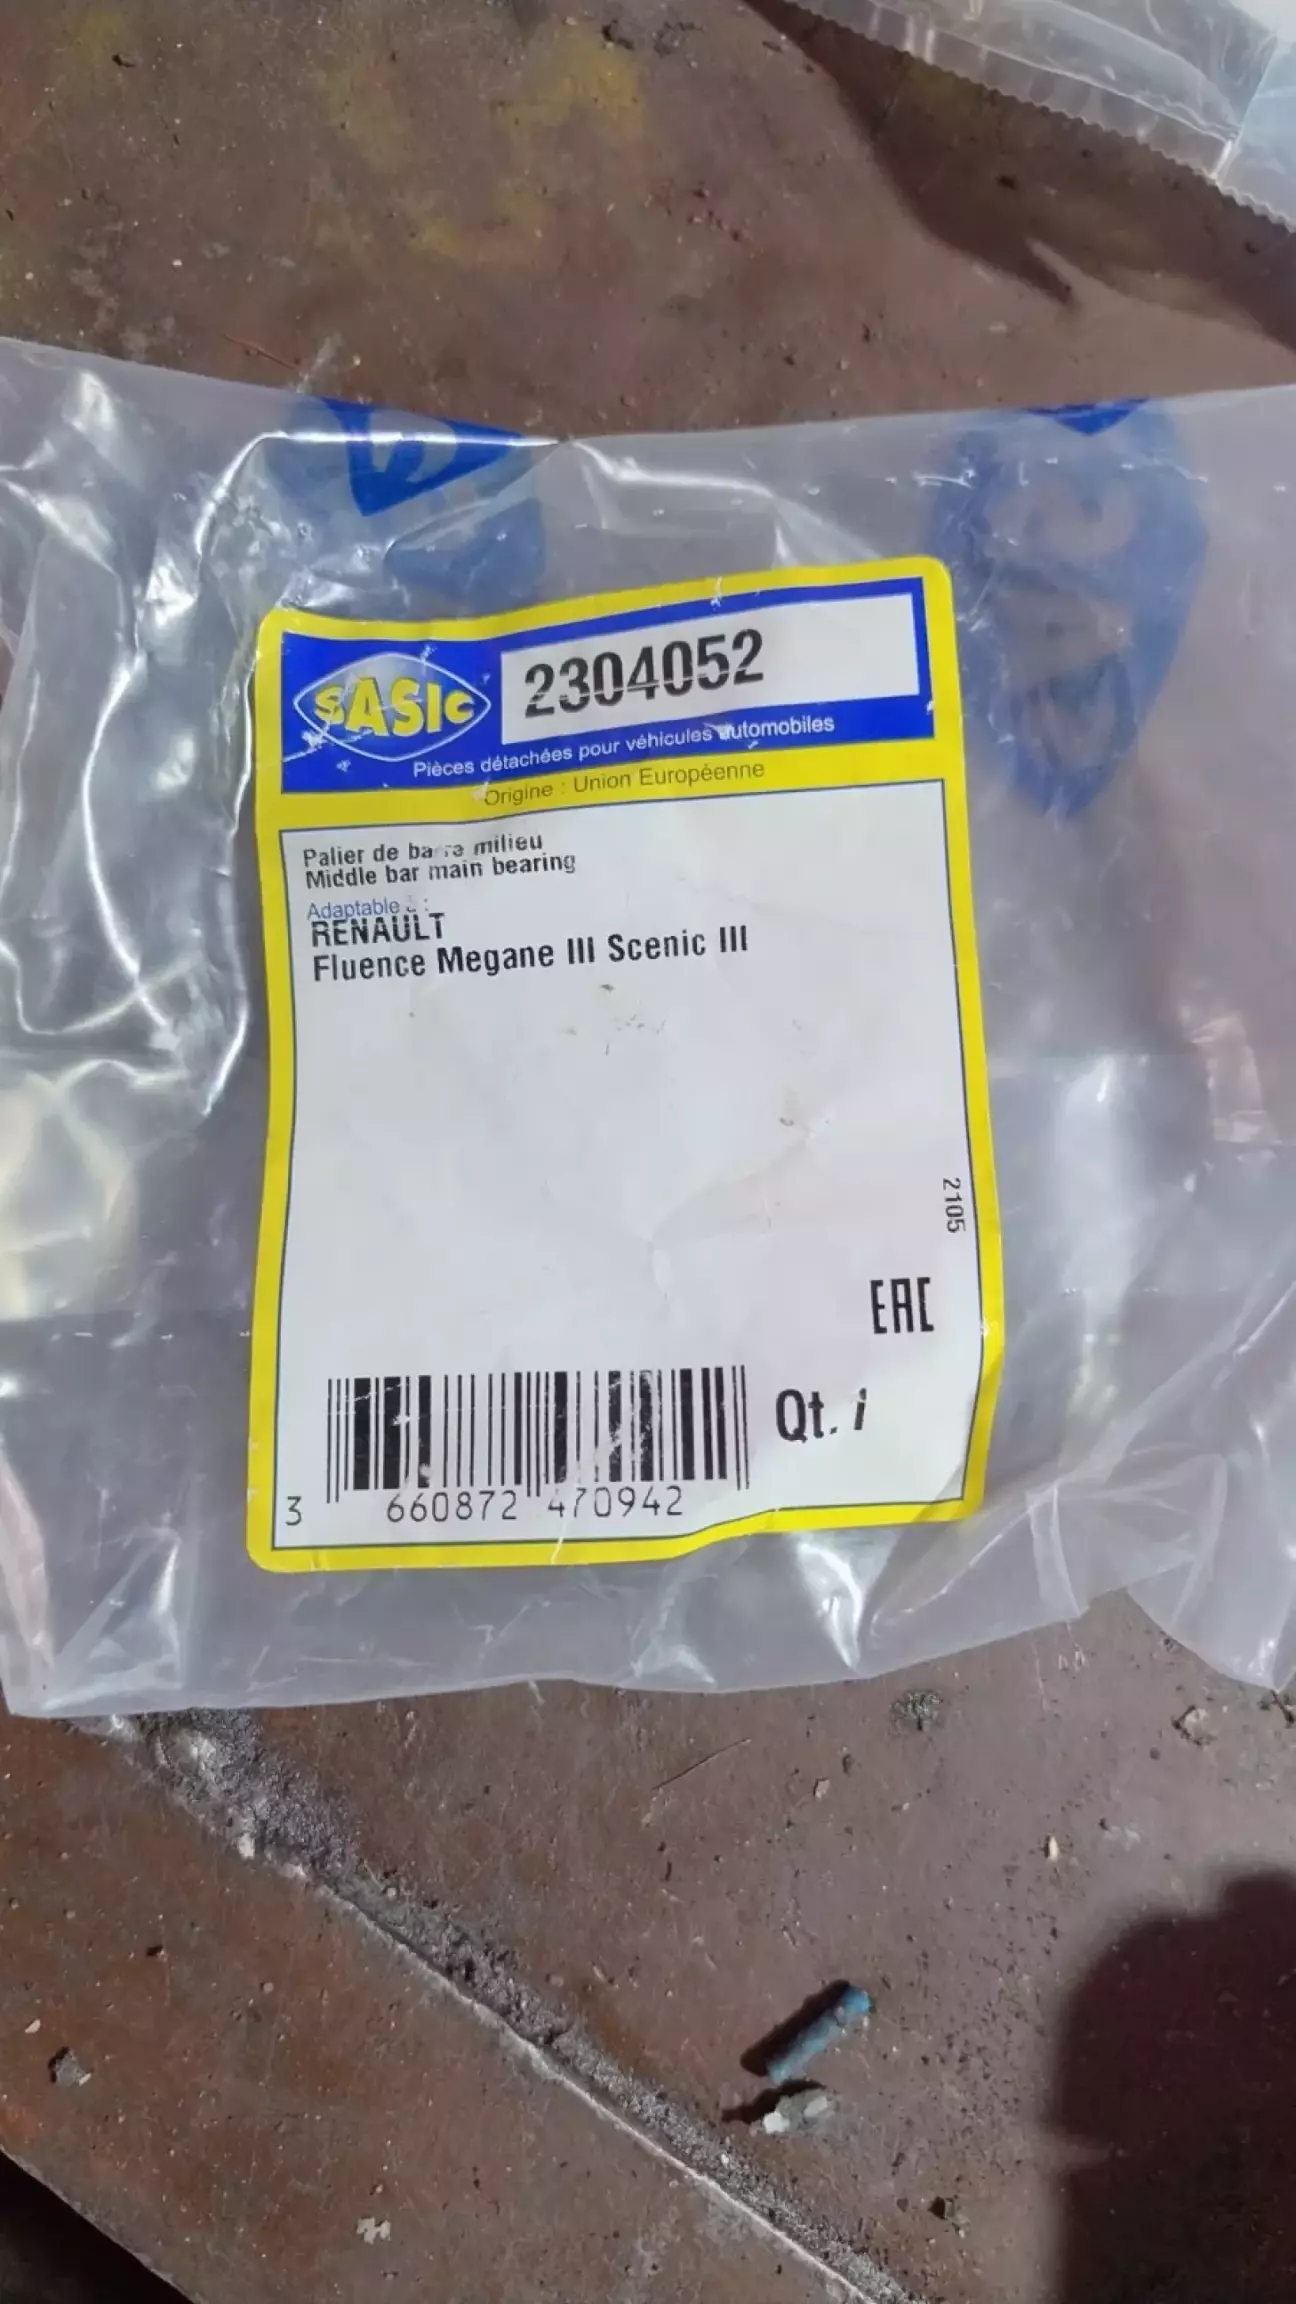 SASIC
2304052
Pièces détachées pour véhicules automobiles
Origine : Union Européenne
Palier de barre milieu
Middle bar main bearing
Adaptable à :
RENAULT
Fluence Megane III Scenic III
2105
EAC
Qt. 1
3 660872 470942